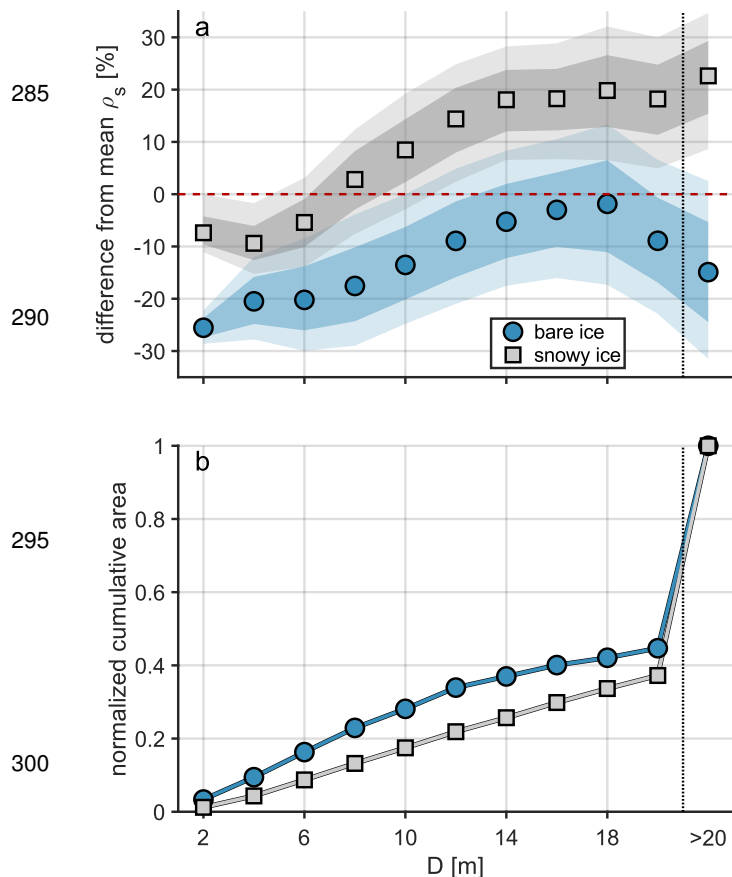 285
290
295
300
a
difference from mean ρs [%]
30
20
10
0
-10
-20
-30
bare ice
snowy ice
b
normalized cumulative area
1
0.8
0.6
0.4
0.2
0
2 6 10 14 18 >20
D [m]